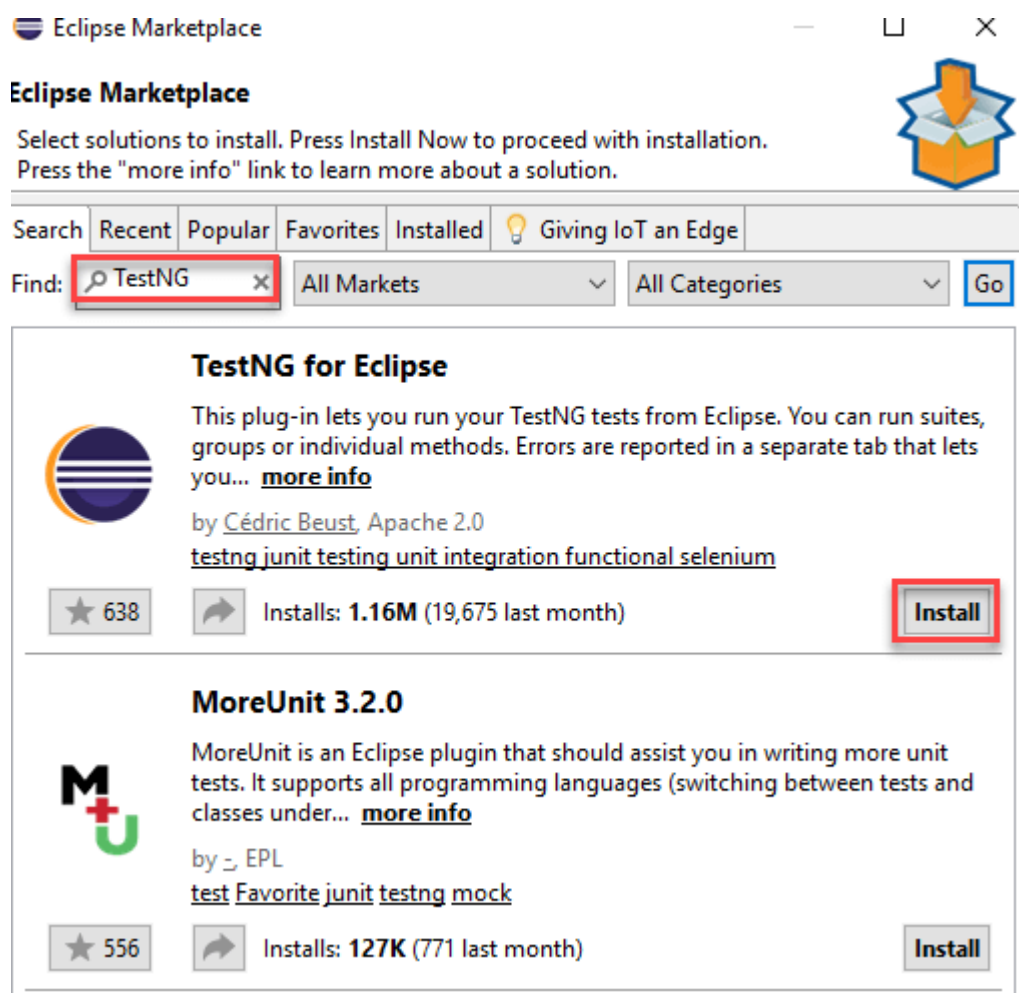 Eclipse Marketplace
Eclipse Marketplace
Select solutions to install. Press Install Now to proceed with installation.
Press the "more info" link to learn more about a solution.
Search Recent Popular Favorites Installed Giving IoT an Edge
Find: TestNG All Markets All Categories Go
TestNG for Eclipse
This plug-in lets you run your TestNG tests from Eclipse. You can run suites,
groups or individual methods. Errors are reported in a separate tab that lets
you... more info
by Cédric Beust, Apache 2.0
testng junit testing unit integration functional selenium
638 Installs: 1.16M (19,675 last month) Install
MoreUnit 3.2.0
MoreUnit is an Eclipse plugin that should assist you in writing more unit
tests. It supports all programming languages (switching between tests and
classes under... more info
by -, EPL
test Favorite junit testng mock
556 Installs: 127K (771 last month) Install